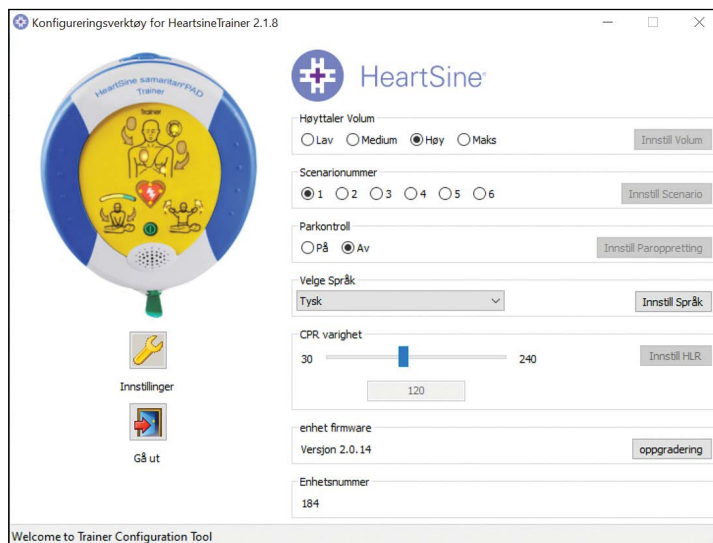 Konfigureringsverktøy for HeartsineTrainer 2.1.8
HeartSine samaritan PAD
Trainer
Trainer
HeartSine
Høyttaler Volum
Lav Medium Høy Maks Innstill Volum
Scenarionummer
1 2 3 4 5 6 Innstill Scenario
Parkontroll
På Av Innstill Paroppretting
Velge Språk
Tysk Innstill Språk
CPR varighet
30 240 Innstill HLR
120
Innstillinger
Gå ut
enhet firmware
Versjon 2.0.14 oppgradering
Enhetsnummer
184
Welcome to Trainer Configuration Tool